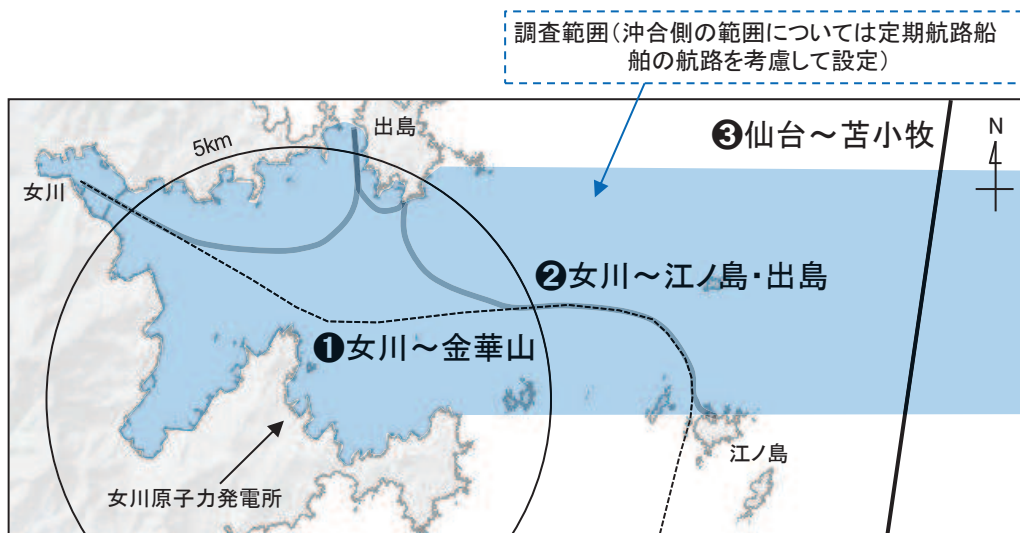 調査範囲(沖合側の範囲については定期航路船
舶の航路を考慮して設定)
出島
❸仙台~苫小牧
N
5km
女川
❷女川~江ノ島・出島
❶女川~金華山
江ノ島
女川原子力発電所